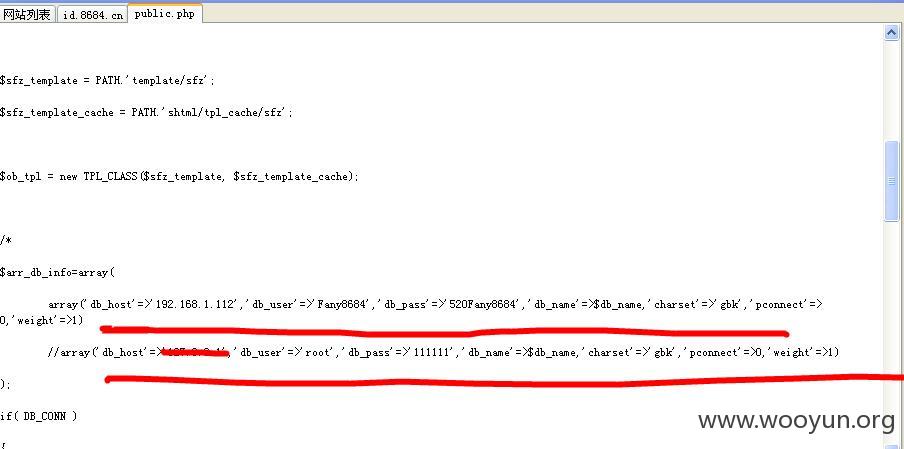 网站列表 id.8684.cn public.php
$sfz_template = PATH.'template/sfz';
$sfz_template_cache = PATH.'shtml/tpl_cache/sfz';
$ob_tpl = new TPL_CLASS($sfz_template, $sfz_template_cache);
/*
$arr_db_info=array(
array('db_host'=>'192.168.1.112','db_user'=>'Fany8684','db_pass'=>'520Fany8684','db_name'=>$db_name,'charset'=>'gbk','pconnect'=>
0,'weight'=>1)
//array('db_host'=> ,'db_user'=>'root','db_pass'=>'111111','db_name'=>$db_name,'charset'=>'gbk','pconnect'=>0,'weight'=>1)
);
if( DB_CONN )
{
www.wooyun.org